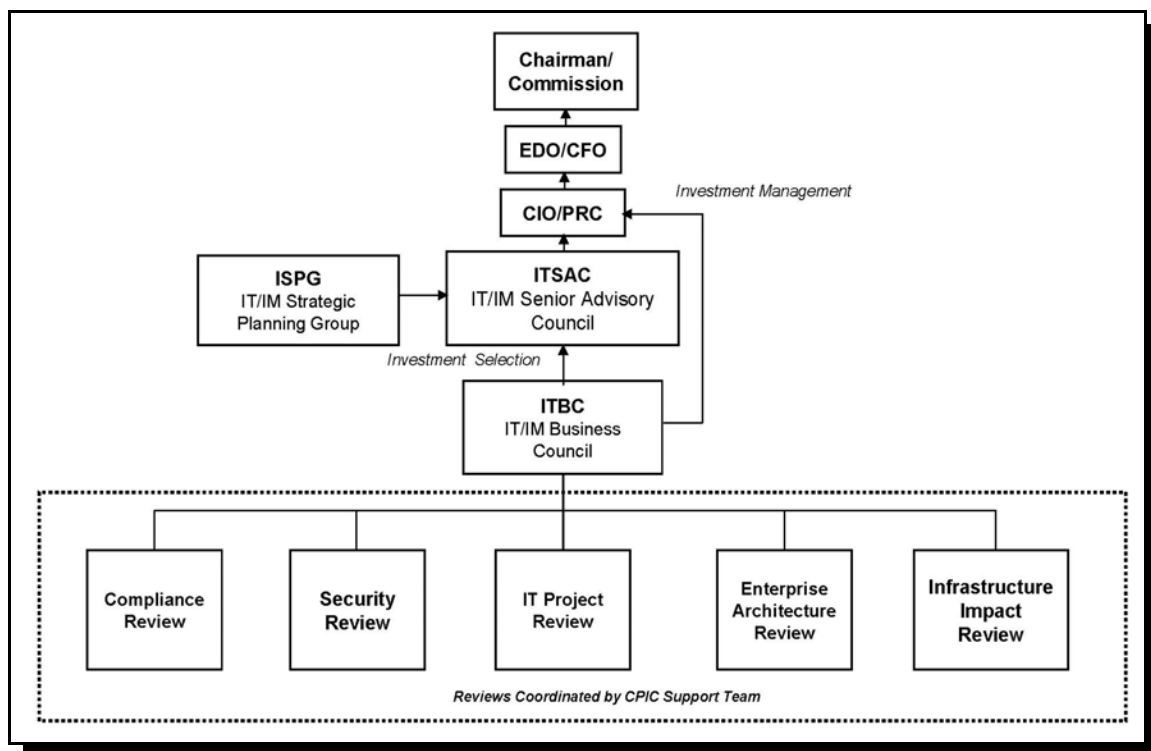 Chairman/
Commission
EDO/CFO
Investment Management
CIO/PRC
ISPG
IT/IM Strategic
Planning Group
ITSAC
IT/IM Senior Advisory
Council
Investment Selection
ITBC
IT/IM Business
Council
Compliance
Review
Security
Review
IT Project
Review
Enterprise
Architecture
Review
Infrastructure
Impact
Review
Reviews Coordinated by CPIC Support Team